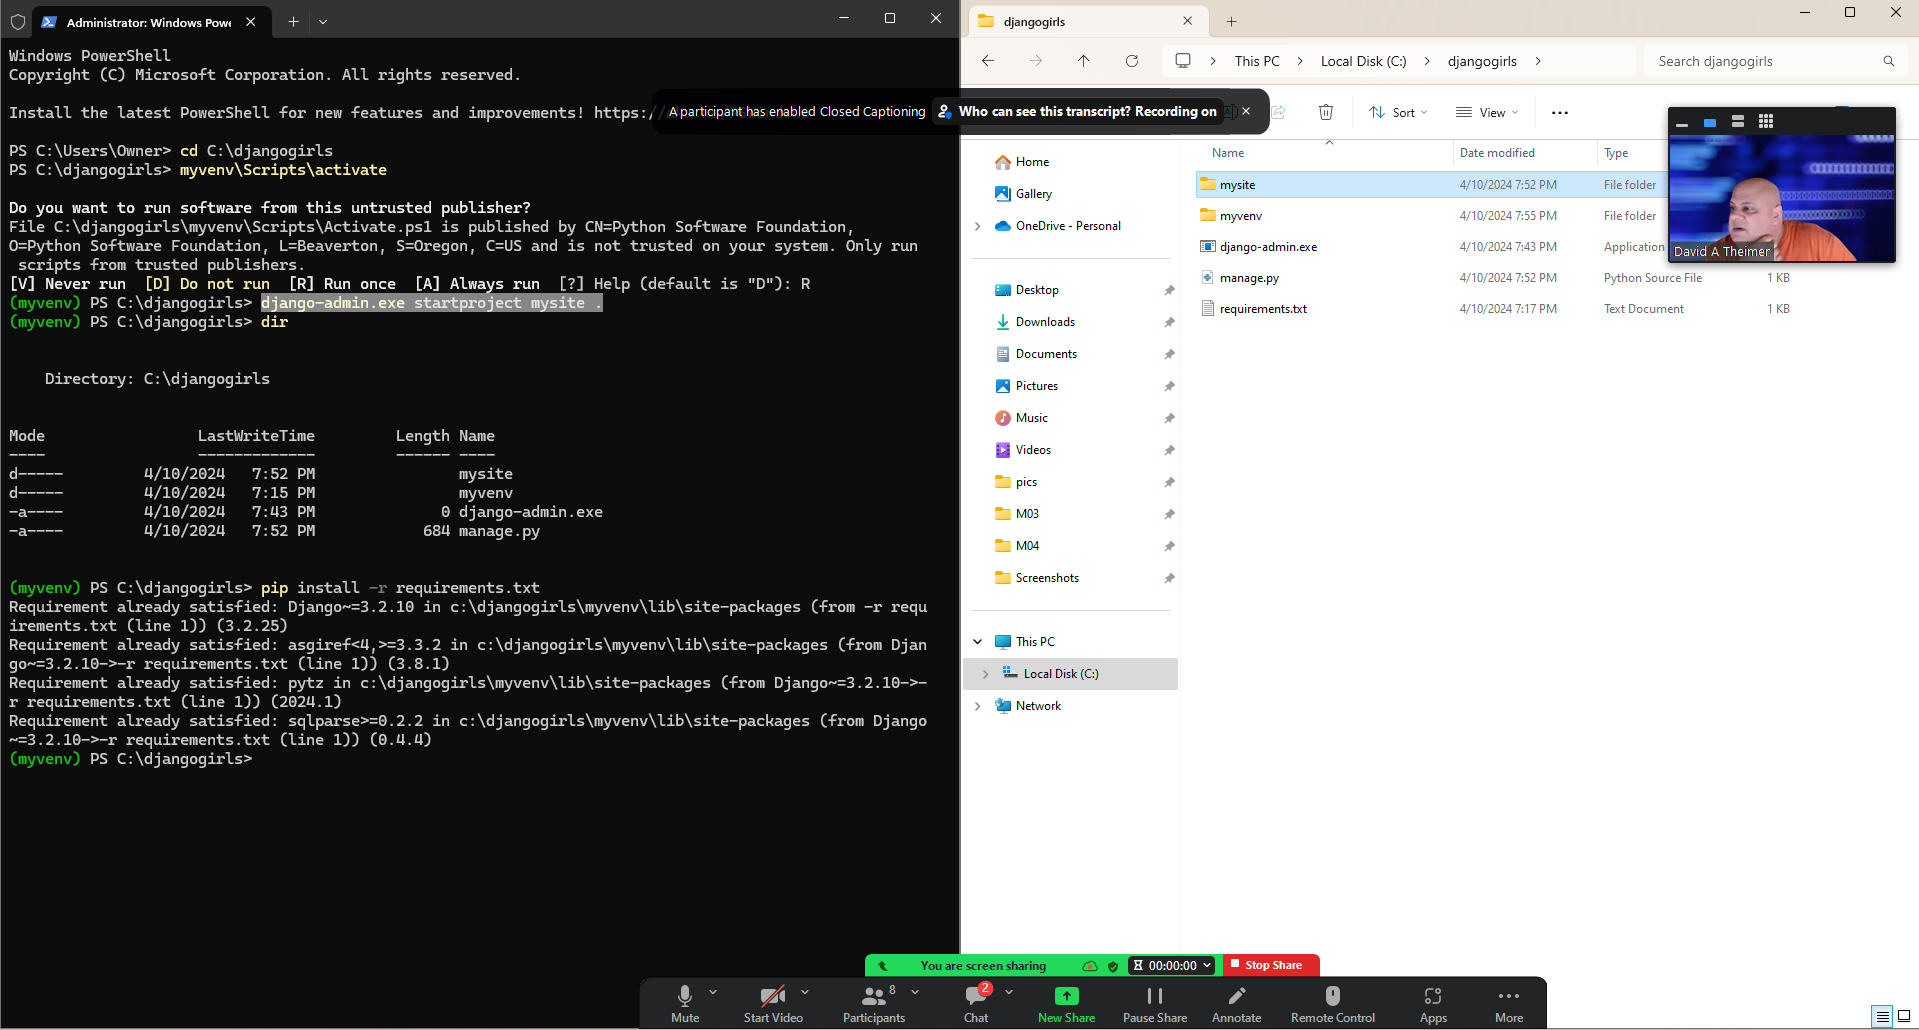 Administrator: Windows Powe
Windows PowerShell
Copyright (C) Microsoft Corporation. All rights reserved.
Install the latest PowerShell for new features and improvements! https:/
A participant has enabled Closed Captioning
Who can see this transcript? Recording on
PS C:\Users\Owner> cd C:\djangogirls
PS C:\djangogirls> myvenv\Scripts\activate
Do you want to run software from this untrusted publisher?
File C:\djangogirls\myvenv\Scripts\Activate.ps1 is published by CN=Python Software Foundation,
O=Python Software Foundation, L=Beaverton, S=Oregon, C=US and is not trusted on your system. Only run
scripts from trusted publishers.
[V] Never run  [D] Do not run  [R] Run once  [A] Always run  [?] Help (default is "D"): R
(myvenv) PS C:\djangogirls> django-admin.exe startproject mysite .
(myvenv) PS C:\djangogirls> dir
Directory: C:\djangogirls
Mode LastWriteTime Length Name
---- ------------- ------ ----
d----- 4/10/2024 7:52 PM mysite
d----- 4/10/2024 7:15 PM myvenv
-a---- 4/10/2024 7:43 PM 0 django-admin.exe
-a---- 4/10/2024 7:52 PM 684 manage.py
(myvenv) PS C:\djangogirls> pip install -r requirements.txt
Requirement already satisfied: Django~=3.2.10 in c:\djangogirls\myvenv\lib\site-packages (from -r requ
irements.txt (line 1)) (3.2.25)
Requirement already satisfied: asgiref<4,>=3.3.2 in c:\djangogirls\myvenv\lib\site-packages (from Djan
go~=3.2.10->-r requirements.txt (line 1)) (3.8.1)
Requirement already satisfied: pytz in c:\djangogirls\myvenv\lib\site-packages (from Django~=3.2.10->-
r requirements.txt (line 1)) (2024.1)
Requirement already satisfied: sqlparse>=0.2.2 in c:\djangogirls\myvenv\lib\site-packages (from Django
~=3.2.10->-r requirements.txt (line 1)) (0.4.4)
(myvenv) PS C:\djangogirls>
djangogirls
This PC > Local Disk (C:) > djangogirls >
Search djangogirls
Sort
View
Home
Gallery
OneDrive - Personal
Desktop
Downloads
Documents
Pictures
Music
Videos
pics
M03
M04
Screenshots
This PC
Local Disk (C:)
Network
Name Date modified Type
mysite 4/10/2024 7:52 PM File folder
myvenv 4/10/2024 7:55 PM File folder
django-admin.exe 4/10/2024 7:43 PM Application
manage.py 4/10/2024 7:52 PM Python Source File 1 KB
requirements.txt 4/10/2024 7:17 PM Text Document 1 KB
David A Theimer
You are screen sharing
00:00:00
Stop Share
Mute
Start Video
8
Participants
2
Chat
New Share
Pause Share
Annotate
Remote Control
Apps
More